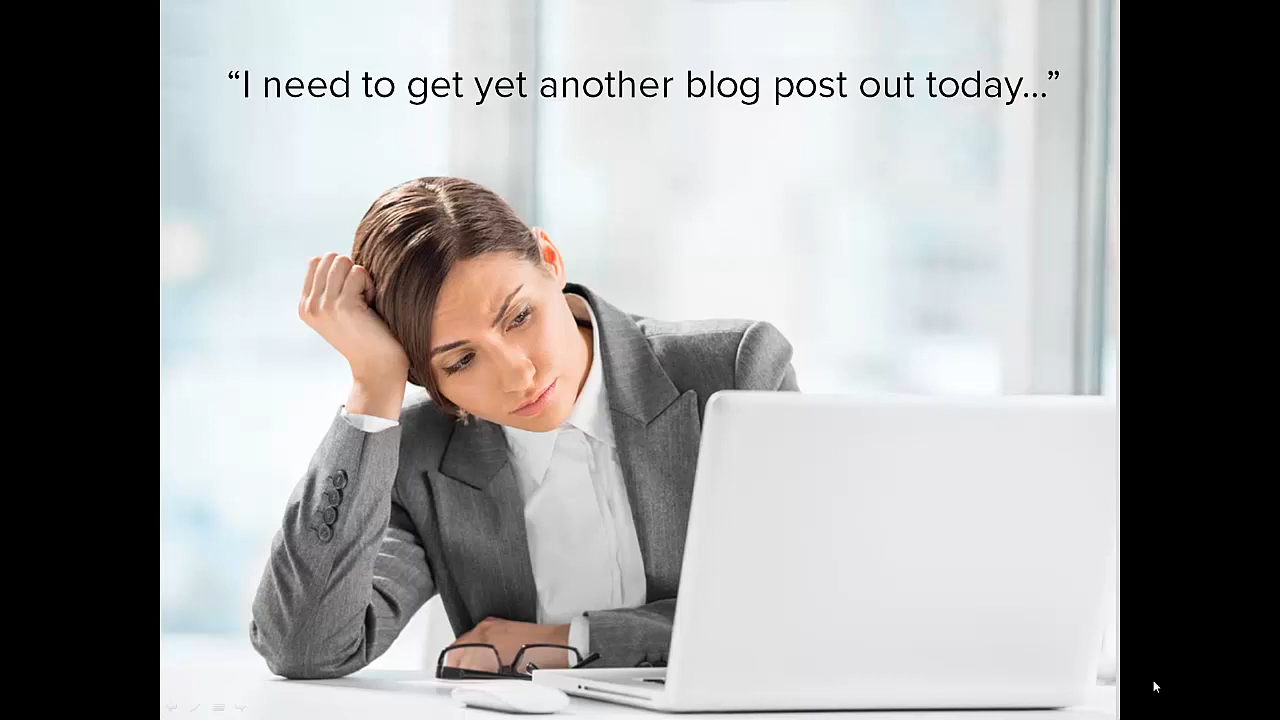 “I need to get yet another blog post out today...”